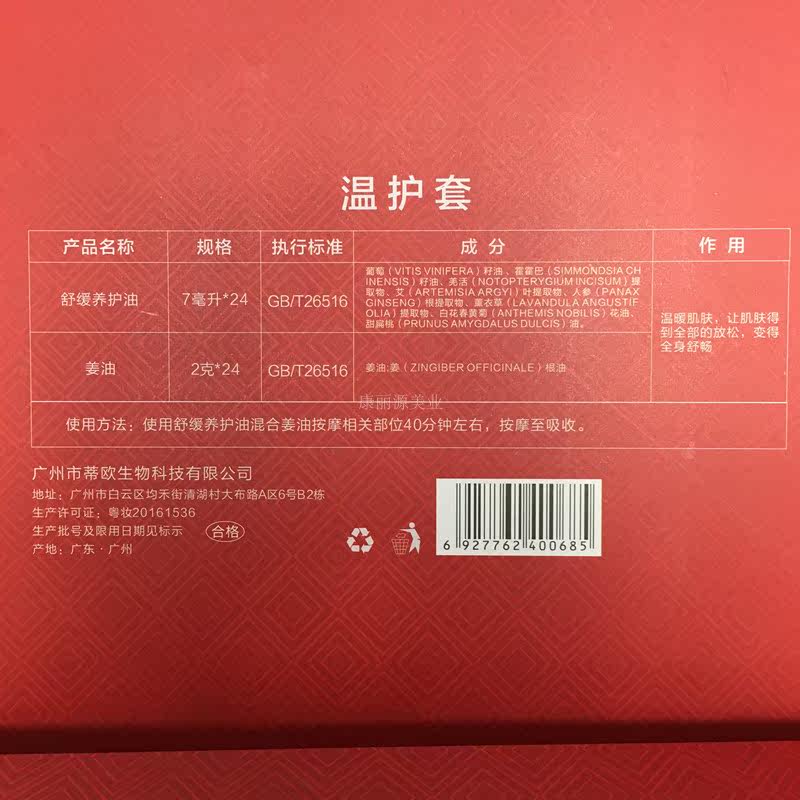 温护套
产品名称 规格 执行标准 成分 作用
舒缓养护油 7毫升*24 GB/T26516
葡萄（VITIS VINIFERA）籽油、霍霍巴（SIMMONDSIA CH
INENSIS）籽油、羌活（NOTOPTERYGIUM INCISUM）提
取物、艾（ARTEMISIA ARGYI）叶提取物、人参（PANAX
GINSENG）根提取物、薰衣草（LAVANDULA ANGUSTIF
OLIA）提取物、白花春黄菊（ANTHEMIS NOBILIS）花油、
甜扁桃（PRUNUS AMYGDALUS DULCIS）油。
温暖肌肤，让肌肤得
到全部的放松，变得
全身舒畅
姜油 2克*24 GB/T26516 姜油:姜（ZINGIBER OFFICINALE）根油
康丽源美业
使用方法：使用舒缓养护油混合姜油按摩相关部位40分钟左右，按摩至吸收。
广州市蒂欧生物科技有限公司
地址：广州市白云区均禾街清湖村大布路A区6号B2栋
生产许可证：粤妆20161536
生产批号及限用日期见标示 合格
产地：广东·广州
6 927762 400685